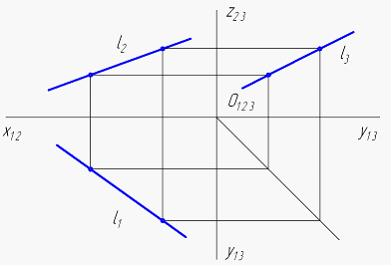 z₂₃
l₂
l₃
O₁₂₃
x₁₂
y₁₃
l₁
y₁₃